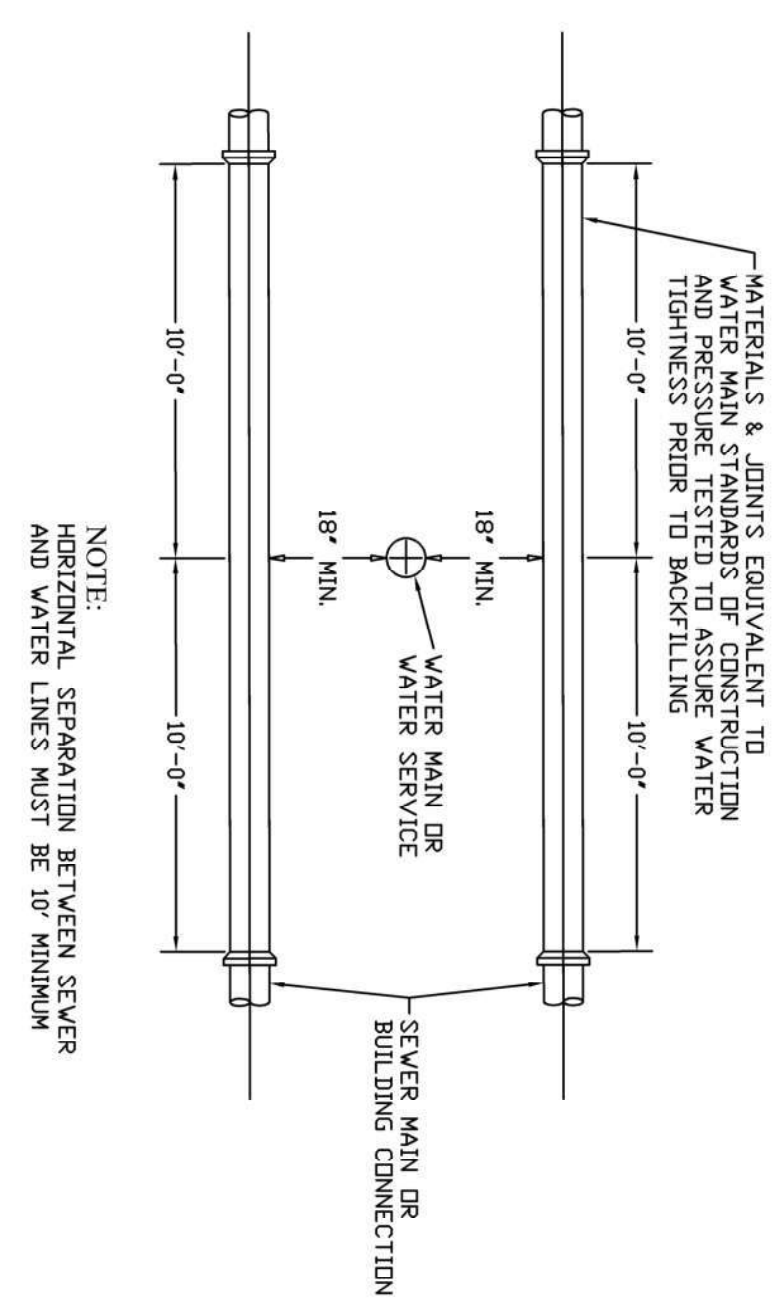 MATERIALS & JOINTS EQUIVALENT TO
WATER MAIN STANDARDS OF CONSTRUCTION
AND PRESSURE TESTED TO ASSURE WATER
TIGHTNESS PRIOR TO BACKFILLING
10'-0"
10'-0"
18" MIN.
WATER MAIN OR
WATER SERVICE
18" MIN.
SEWER MAIN OR
BUILDING CONNECTION
10'-0"
10'-0"
NOTE:
HORIZONTAL SEPARATION BETWEEN SEWER
AND WATER LINES MUST BE 10' MINIMUM